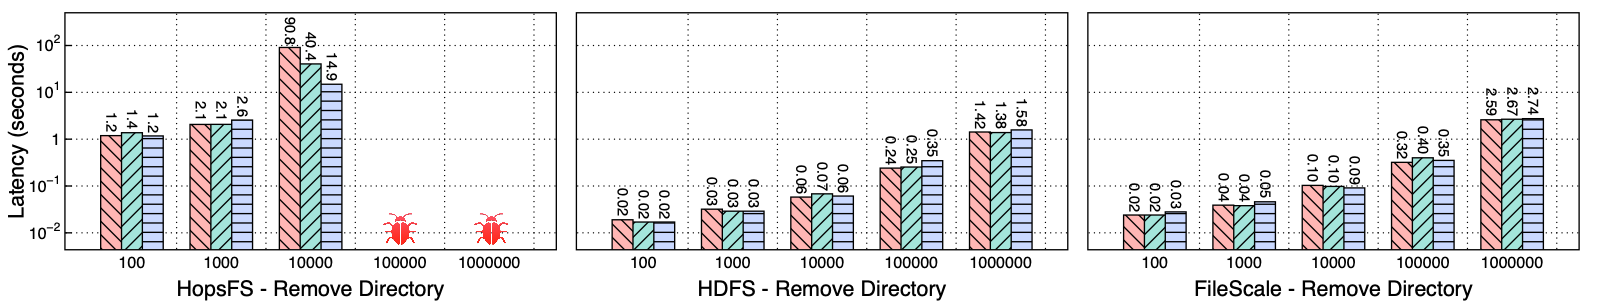 Latency (seconds)
10²
10¹
1
10⁻¹
10⁻²
1.2 1.4 1.2
2.1 2.1 2.6
90.8 40.4 14.9
100 1000 10000 100000 1000000
HopsFS - Remove Directory
0.02 0.02 0.02
0.03 0.03 0.03
0.06 0.07 0.06
0.24 0.25 0.35
1.42 1.38 1.58
100 1000 10000 100000 1000000
HDFS - Remove Directory
0.02 0.02 0.03
0.04 0.04 0.05
0.10 0.10 0.09
0.32 0.40 0.35
2.59 2.67 2.74
100 1000 10000 100000 1000000
FileScale - Remove Directory